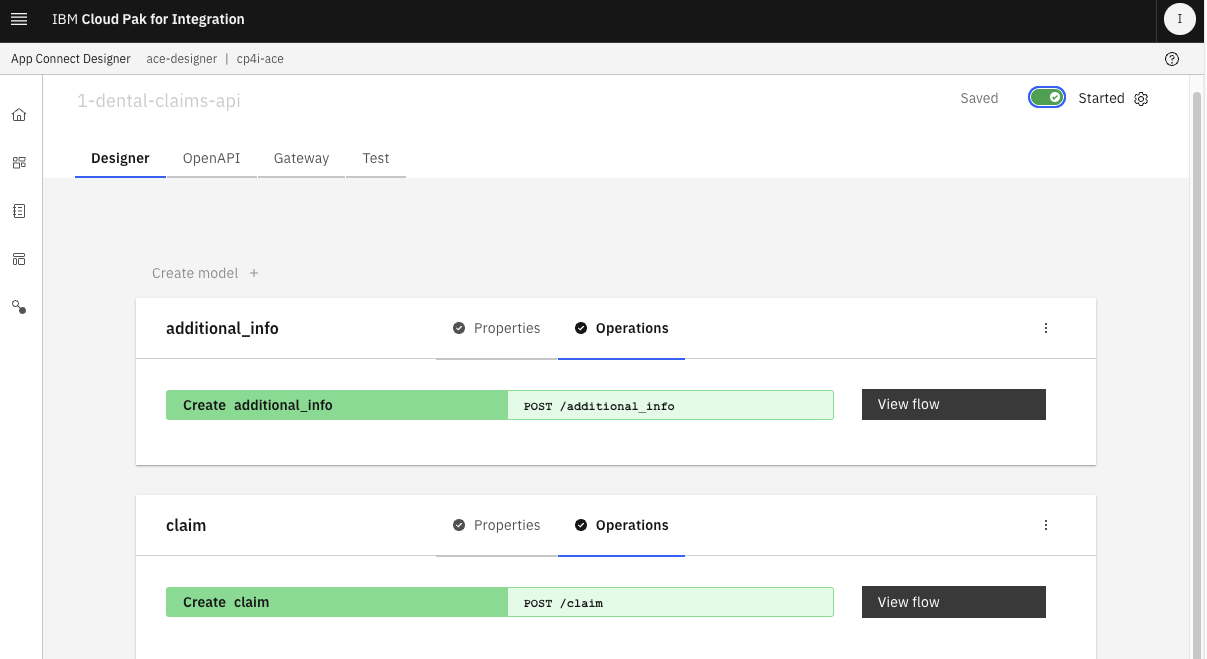 IBM Cloud Pak for Integration
I
App Connect Designer ace-designer | cp4i-ace
1-dental-claims-api
Saved Started
Designer OpenAPI Gateway Test
Create model +
additional_info Properties Operations
Create additional_info POST /additional_info View flow
claim Properties Operations
Create claim POST /claim View flow